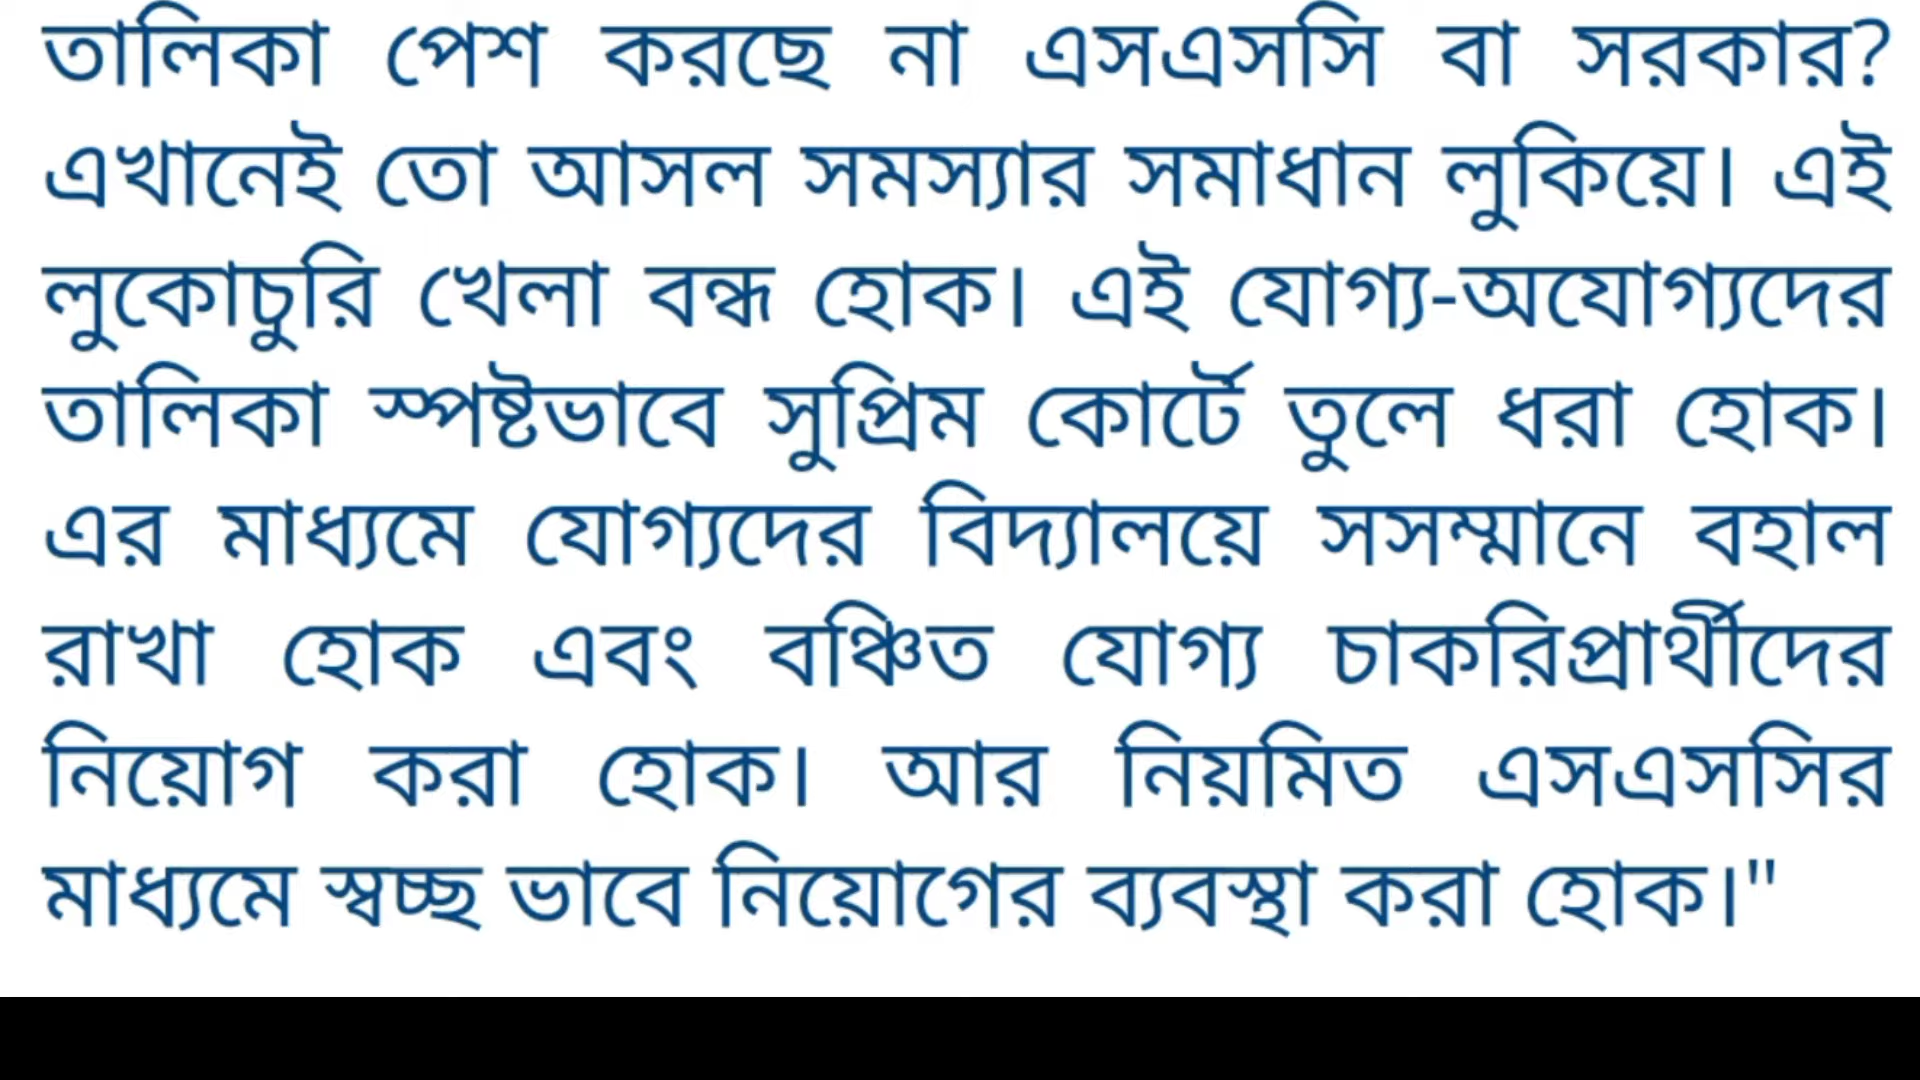 তালিকা পেশ করছে না এসএসসি বা সরকার?
এখানেই তো আসল সমস্যার সমাধান লুকিয়ে। এই
লুকোচুরি খেলা বন্ধ হোক। এই যোগ্য-অযোগ্যদের
তালিকা স্পষ্টভাবে সুপ্রিম কোর্টে তুলে ধরা হোক।
এর মাধ্যমে যোগ্যদের বিদ্যালয়ে সসম্মানে বহাল
রাখা হোক এবং বঞ্চিত যোগ্য চাকরিপ্রার্থীদের
নিয়োগ করা হোক। আর নিয়মিত এসএসসির
মাধ্যমে স্বচ্ছ ভাবে নিয়োগের ব্যবস্থা করা হোক।"